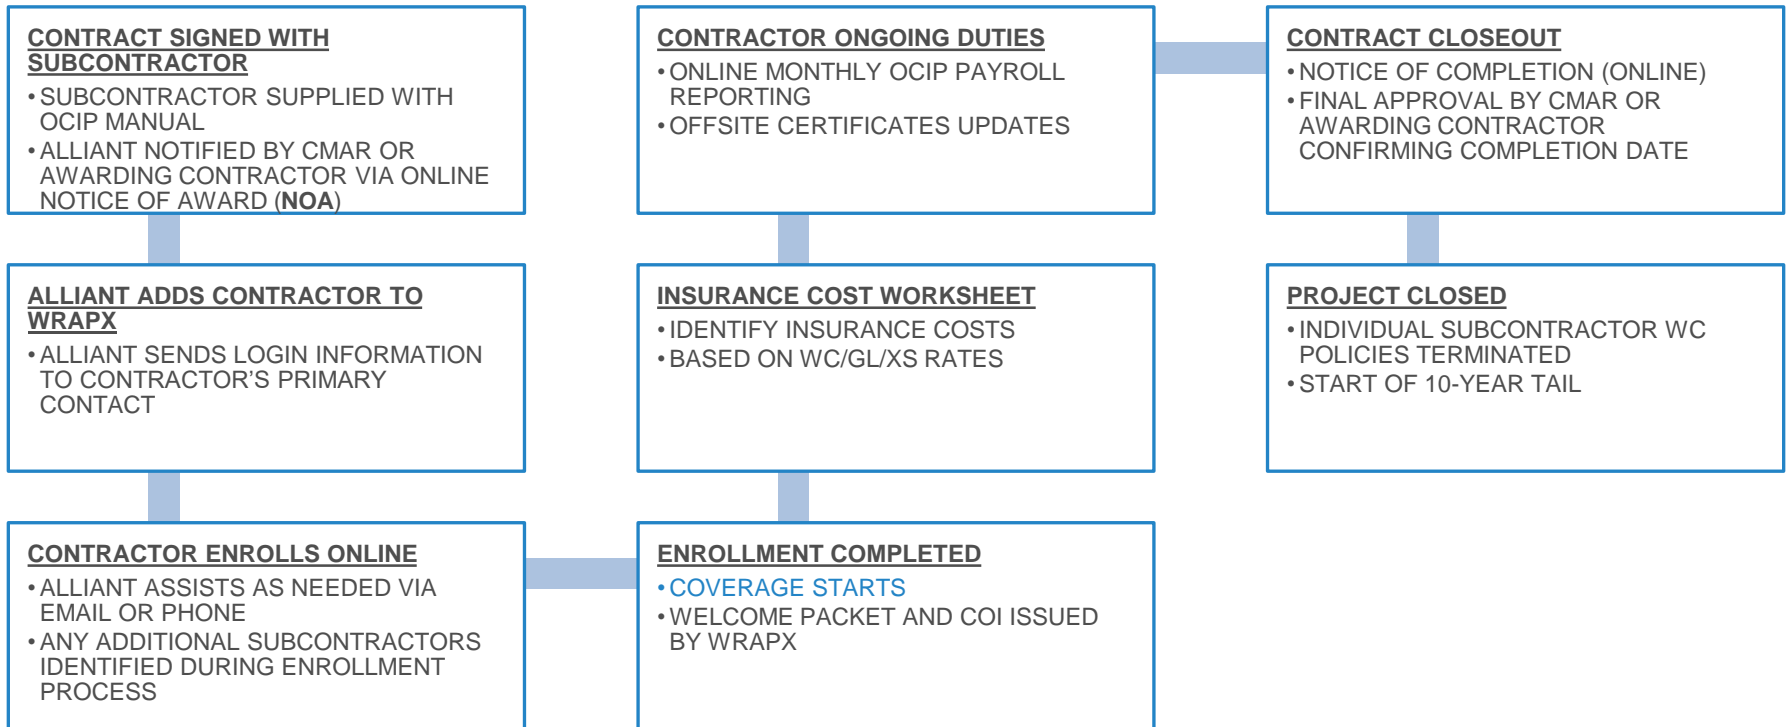 CONTRACT SIGNED WITH
SUBCONTRACTOR
• SUBCONTRACTOR SUPPLIED WITH
OCIP MANUAL
• ALLIANT NOTIFIED BY CMAR OR
AWARDING CONTRACTOR VIA ONLINE
NOTICE OF AWARD (NOA)
ALLIANT ADDS CONTRACTOR TO
WRAPX
• ALLIANT SENDS LOGIN INFORMATION
TO CONTRACTOR’S PRIMARY
CONTACT
CONTRACTOR ENROLLS ONLINE
• ALLIANT ASSISTS AS NEEDED VIA
EMAIL OR PHONE
• ANY ADDITIONAL SUBCONTRACTORS
IDENTIFIED DURING ENROLLMENT
PROCESS
ENROLLMENT COMPLETED
• COVERAGE STARTS
• WELCOME PACKET AND COI ISSUED
BY WRAPX
INSURANCE COST WORKSHEET
• IDENTIFY INSURANCE COSTS
• BASED ON WC/GL/XS RATES
CONTRACTOR ONGOING DUTIES
• ONLINE MONTHLY OCIP PAYROLL
REPORTING
• OFFSITE CERTIFICATES UPDATES
CONTRACT CLOSEOUT
• NOTICE OF COMPLETION (ONLINE)
• FINAL APPROVAL BY CMAR OR
AWARDING CONTRACTOR
CONFIRMING COMPLETION DATE
PROJECT CLOSED
• INDIVIDUAL SUBCONTRACTOR WC
POLICIES TERMINATED
• START OF 10-YEAR TAIL